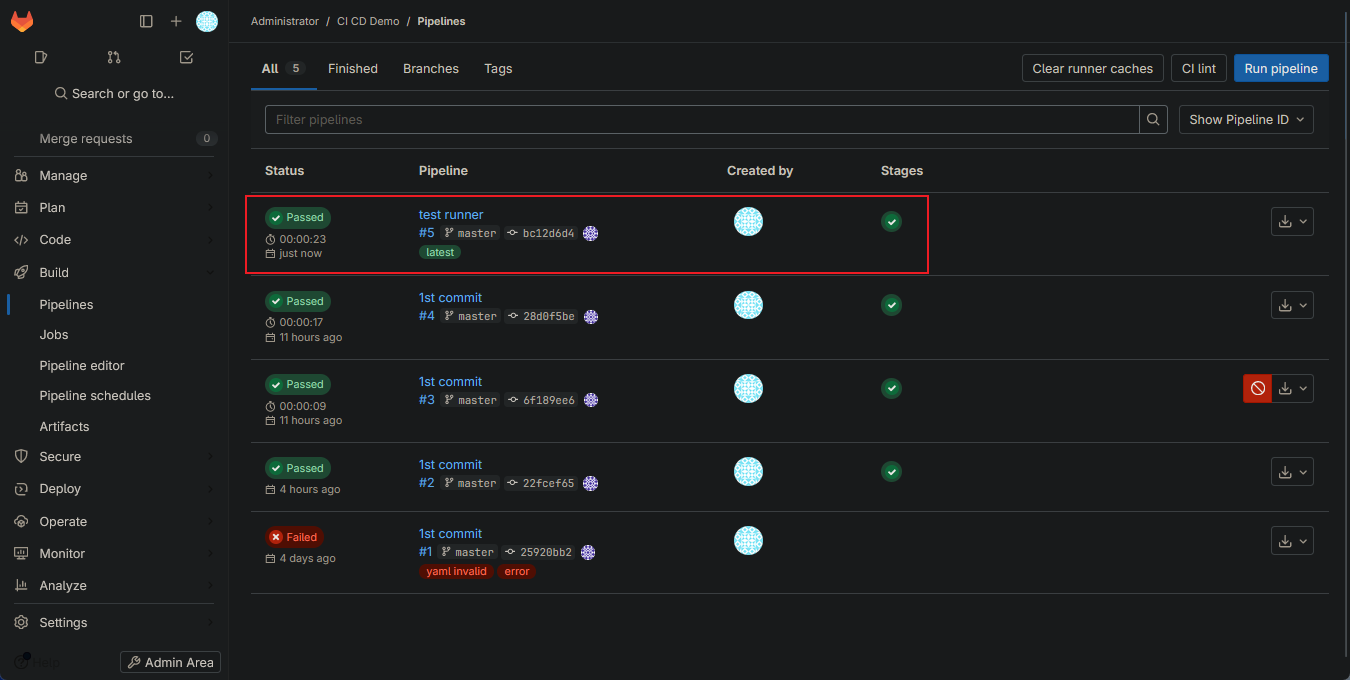 Administrator / CI CD Demo / Pipelines
Search or go to...
Merge requests 0
Manage
Plan
Code
Build
Pipelines
Jobs
Pipeline editor
Pipeline schedules
Artifacts
Secure
Deploy
Operate
Monitor
Analyze
Settings
Help
Admin Area
All 5 Finished Branches Tags
Clear runner caches CI lint Run pipeline
Filter pipelines Show Pipeline ID
Status Pipeline Created by Stages
Passed test runner
00:00:23 #5 master bc12d6d4
just now latest
Passed 1st commit
00:00:17 #4 master 28d0f5be
11 hours ago
Passed 1st commit
00:00:09 #3 master 6f189ee6
11 hours ago
Passed 1st commit
4 hours ago #2 master 22fcef65
Failed 1st commit
4 days ago #1 master 25920bb2
yaml invalid error